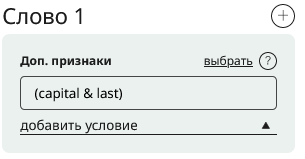 Слово 1
Доп. признаки выбрать ?
(capital & last)
добавить условие